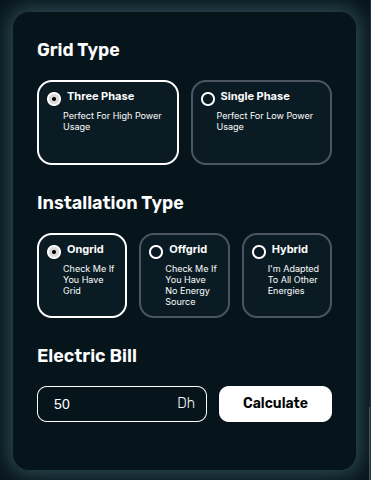 Grid Type
Three Phase
Perfect For High Power
Usage
Single Phase
Perfect For Low Power
Usage
Installation Type
Ongrid
Check Me If
You Have
Grid
Offgrid
Check Me If
You Have
No Energy
Source
Hybrid
I'm Adapted
To All Other
Energies
Electric Bill
50 Dh
Calculate